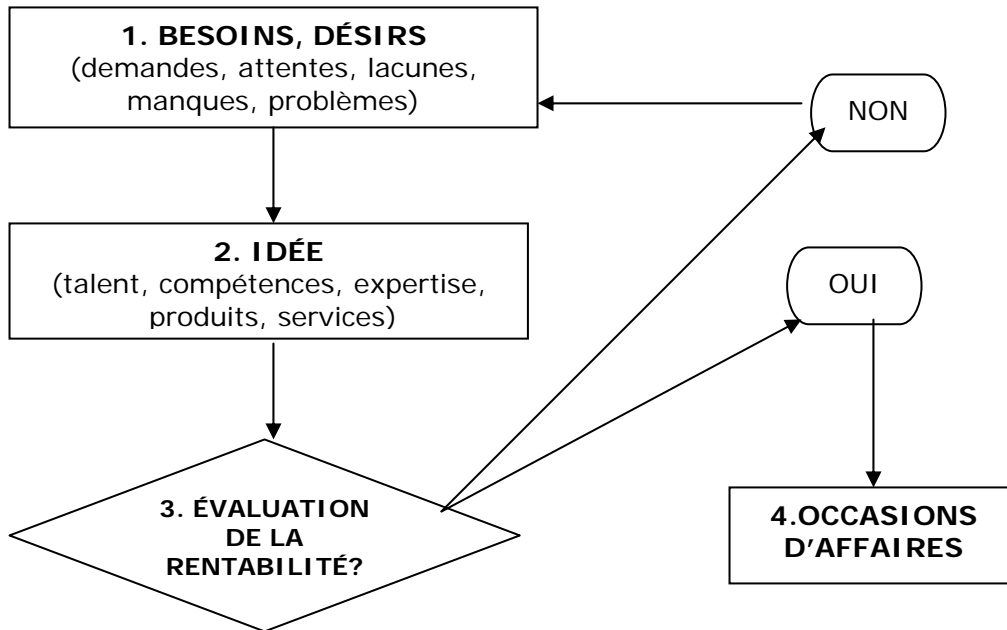 1. BESOINS, DÉSIRS
(demandes, attentes, lacunes,
manques, problèmes)
NON
2. IDÉE
(talent, compétences, expertise,
produits, services)
OUI
3. ÉVALUATION
DE LA
RENTABILITÉ?
4.OCCASIONS
D'AFFAIRES